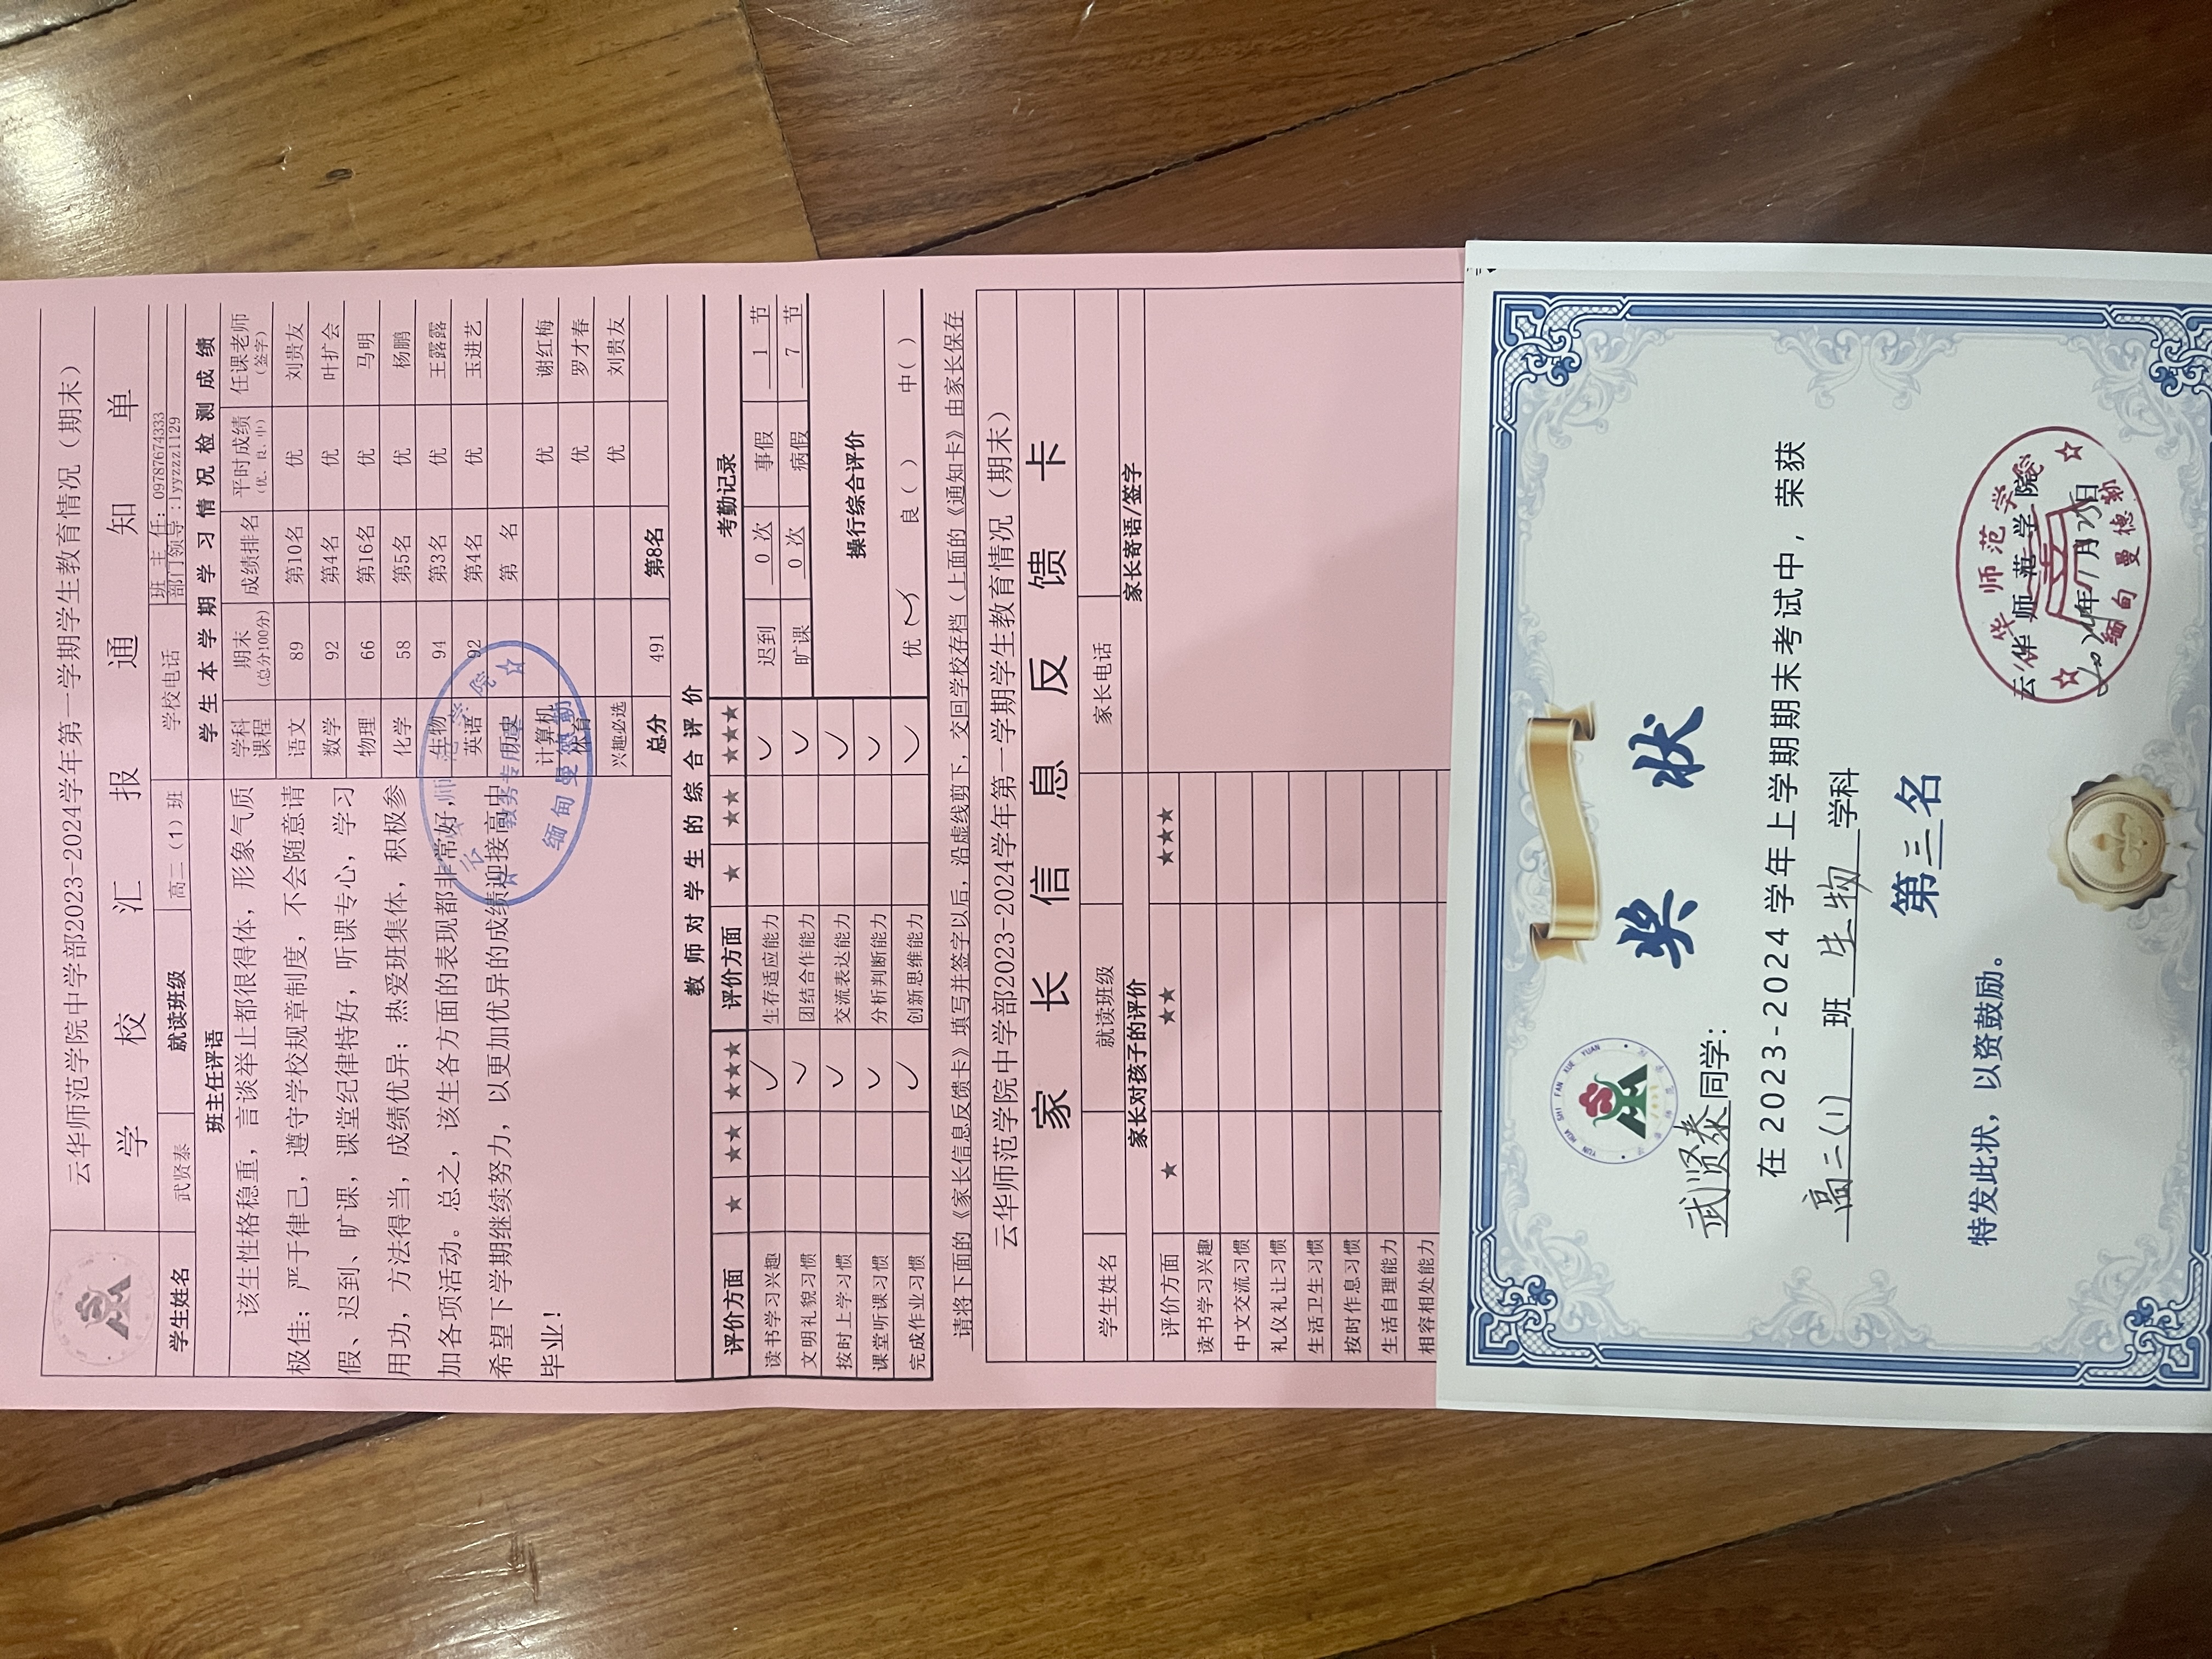 云华师范学院中学部2023-2024学年第一学期学生教育情况（期末）
学校汇报通知单
学生姓名 武贤泰 就读班级 高二（1）班 学校电话 班主任：09787674333
部门领导：lyyzzz1129
班主任评语
该生性格稳重，言谈举止都很得体，形象气质
极佳；严于律己，遵守学校规章制度，不会随意请
假、迟到、旷课，课堂纪律特好，听课专心，学习
用功，方法得当，成绩优异；热爱班集体，积极参
加各项活动。总之，该生各方面的表现都非常好，
希望下学期继续努力，以更加优异的成绩迎接高中
毕业！
学生本学期学习情况检测成绩
学科课程 期末（总分100分） 成绩排名 平时成绩（优、良、中） 任课老师（签字）
语文 89 第10名 优 刘贵友
数学 92 第4名 优 叶扩会
物理 66 第16名 优 马明
化学 58 第5名 优 杨鹏
生物 94 第3名 优 王露露
英语 92 第4名 优 玉进艺
历史 第 名
计算机 优 谢红梅
体育 优 罗才春
兴趣必选 优 刘贵友
总分 491 第8名
云华师范学院
教务专用章
缅甸曼德勒
教师对学生的综合评价
评价方面 ★ ★★ ★★★ 评价方面 ★ ★★ ★★★ 考勤记录
读书学习兴趣 ✓ 生存适应能力 ✓ 迟到 0 次 事假 1 节
文明礼貌习惯 ✓ 团结合作能力 ✓ 旷课 0 次 病假 7 节
按时上学习惯 ✓ 交流表达能力 ✓ 操行综合评价
课堂听课习惯 ✓ 分析判断能力 ✓
完成作业习惯 ✓ 创新思维能力 ✓ 优（✓） 良（ ） 中（ ）
请将下面的《家长信息反馈卡》填写并签字以后，沿虚线剪下，交回学校存档（上面的《通知卡》由家长保存
云华师范学院中学部2023-2024学年第一学期学生教育情况（期末）
家长信息反馈卡
学生姓名 就读班级 家长电话
家长对孩子的评价 家长寄语/签字
评价方面 ★ ★★ ★★★
读书学习兴趣
中文交流习惯
礼仪礼让习惯
生活卫生习惯
按时作息习惯
生活自理能力
相容相处能力
YUN HUA SHI FAN XUE YUAN
云华师范学院
奖状
武贤泰同学：
在2023-2024学年上学期期末考试中，荣获
高二(1)班生物学科
第三名
特发此状，以资鼓励。
云华师范学院
2024年1月25日
云华师范学院
缅甸 曼德勒